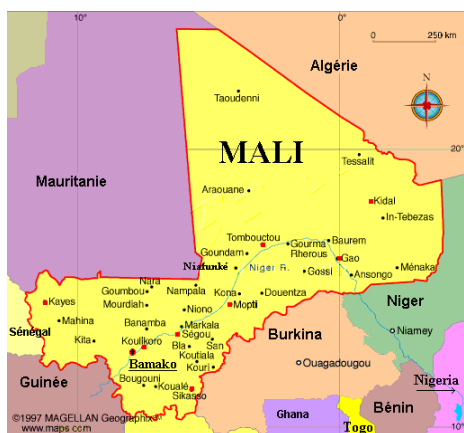 10°
0°
0 250 km
Algérie
N
Taoudenni
MALI
20°
Tessalit
Mauritanie
Araouane
Kidal
In-Tebezas
Tombouctou
Gourma
Rherous
Baurem
Goundam
Gao
Niafunké
Niger R.
Gossi
Ansongo
Ménaka
Nara
Goumbou
Nampala
Kona
Douentza
Kayes
Mourdiah
Niono
Mopti
Niger
Mahina
Banamba
Markala
Sénégal
Kita
Koulikoro
Ségou
San
Burkina
Niamey
Bla
Koutiala
Bamako
Kouri
Ouagadougou
Guinée
Bougouni
Koualé
Sikasso
Nigeria
Bénin
Ghana
Togo
©1997 MAGELLAN Geographix
www.maps.com
10°